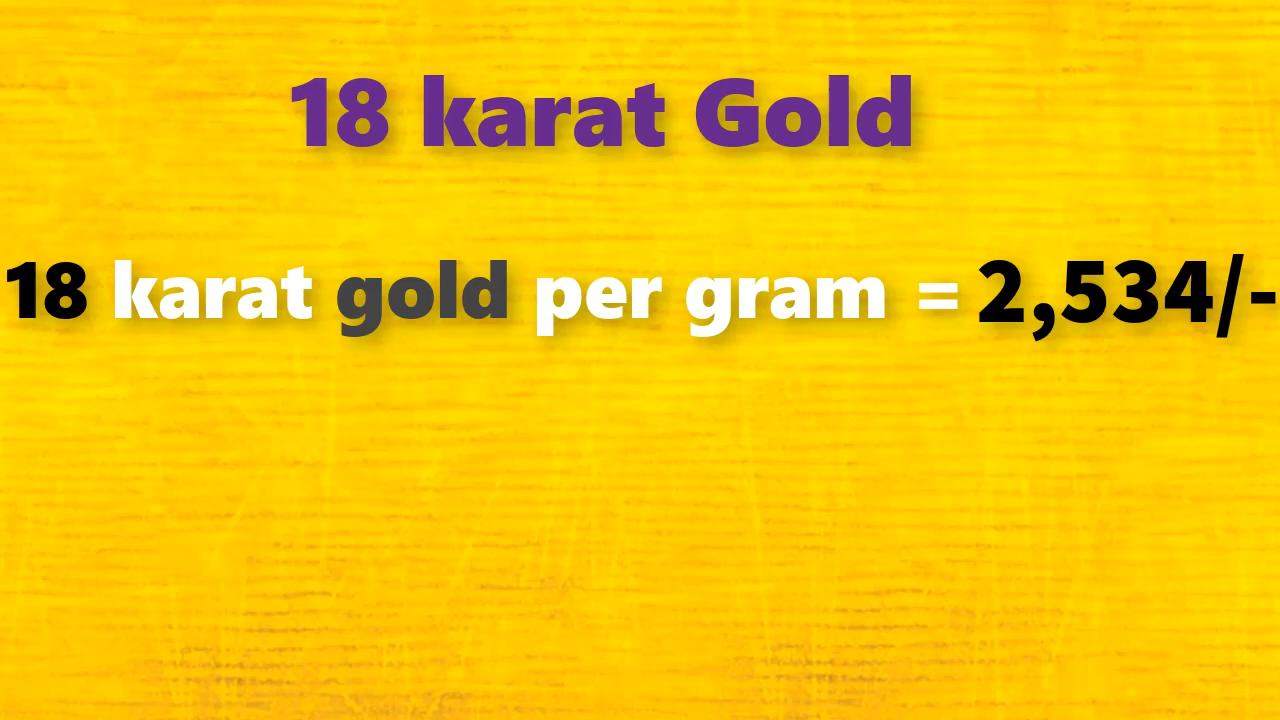 18 karat Gold
18 karat gold per gram = 2,534/-